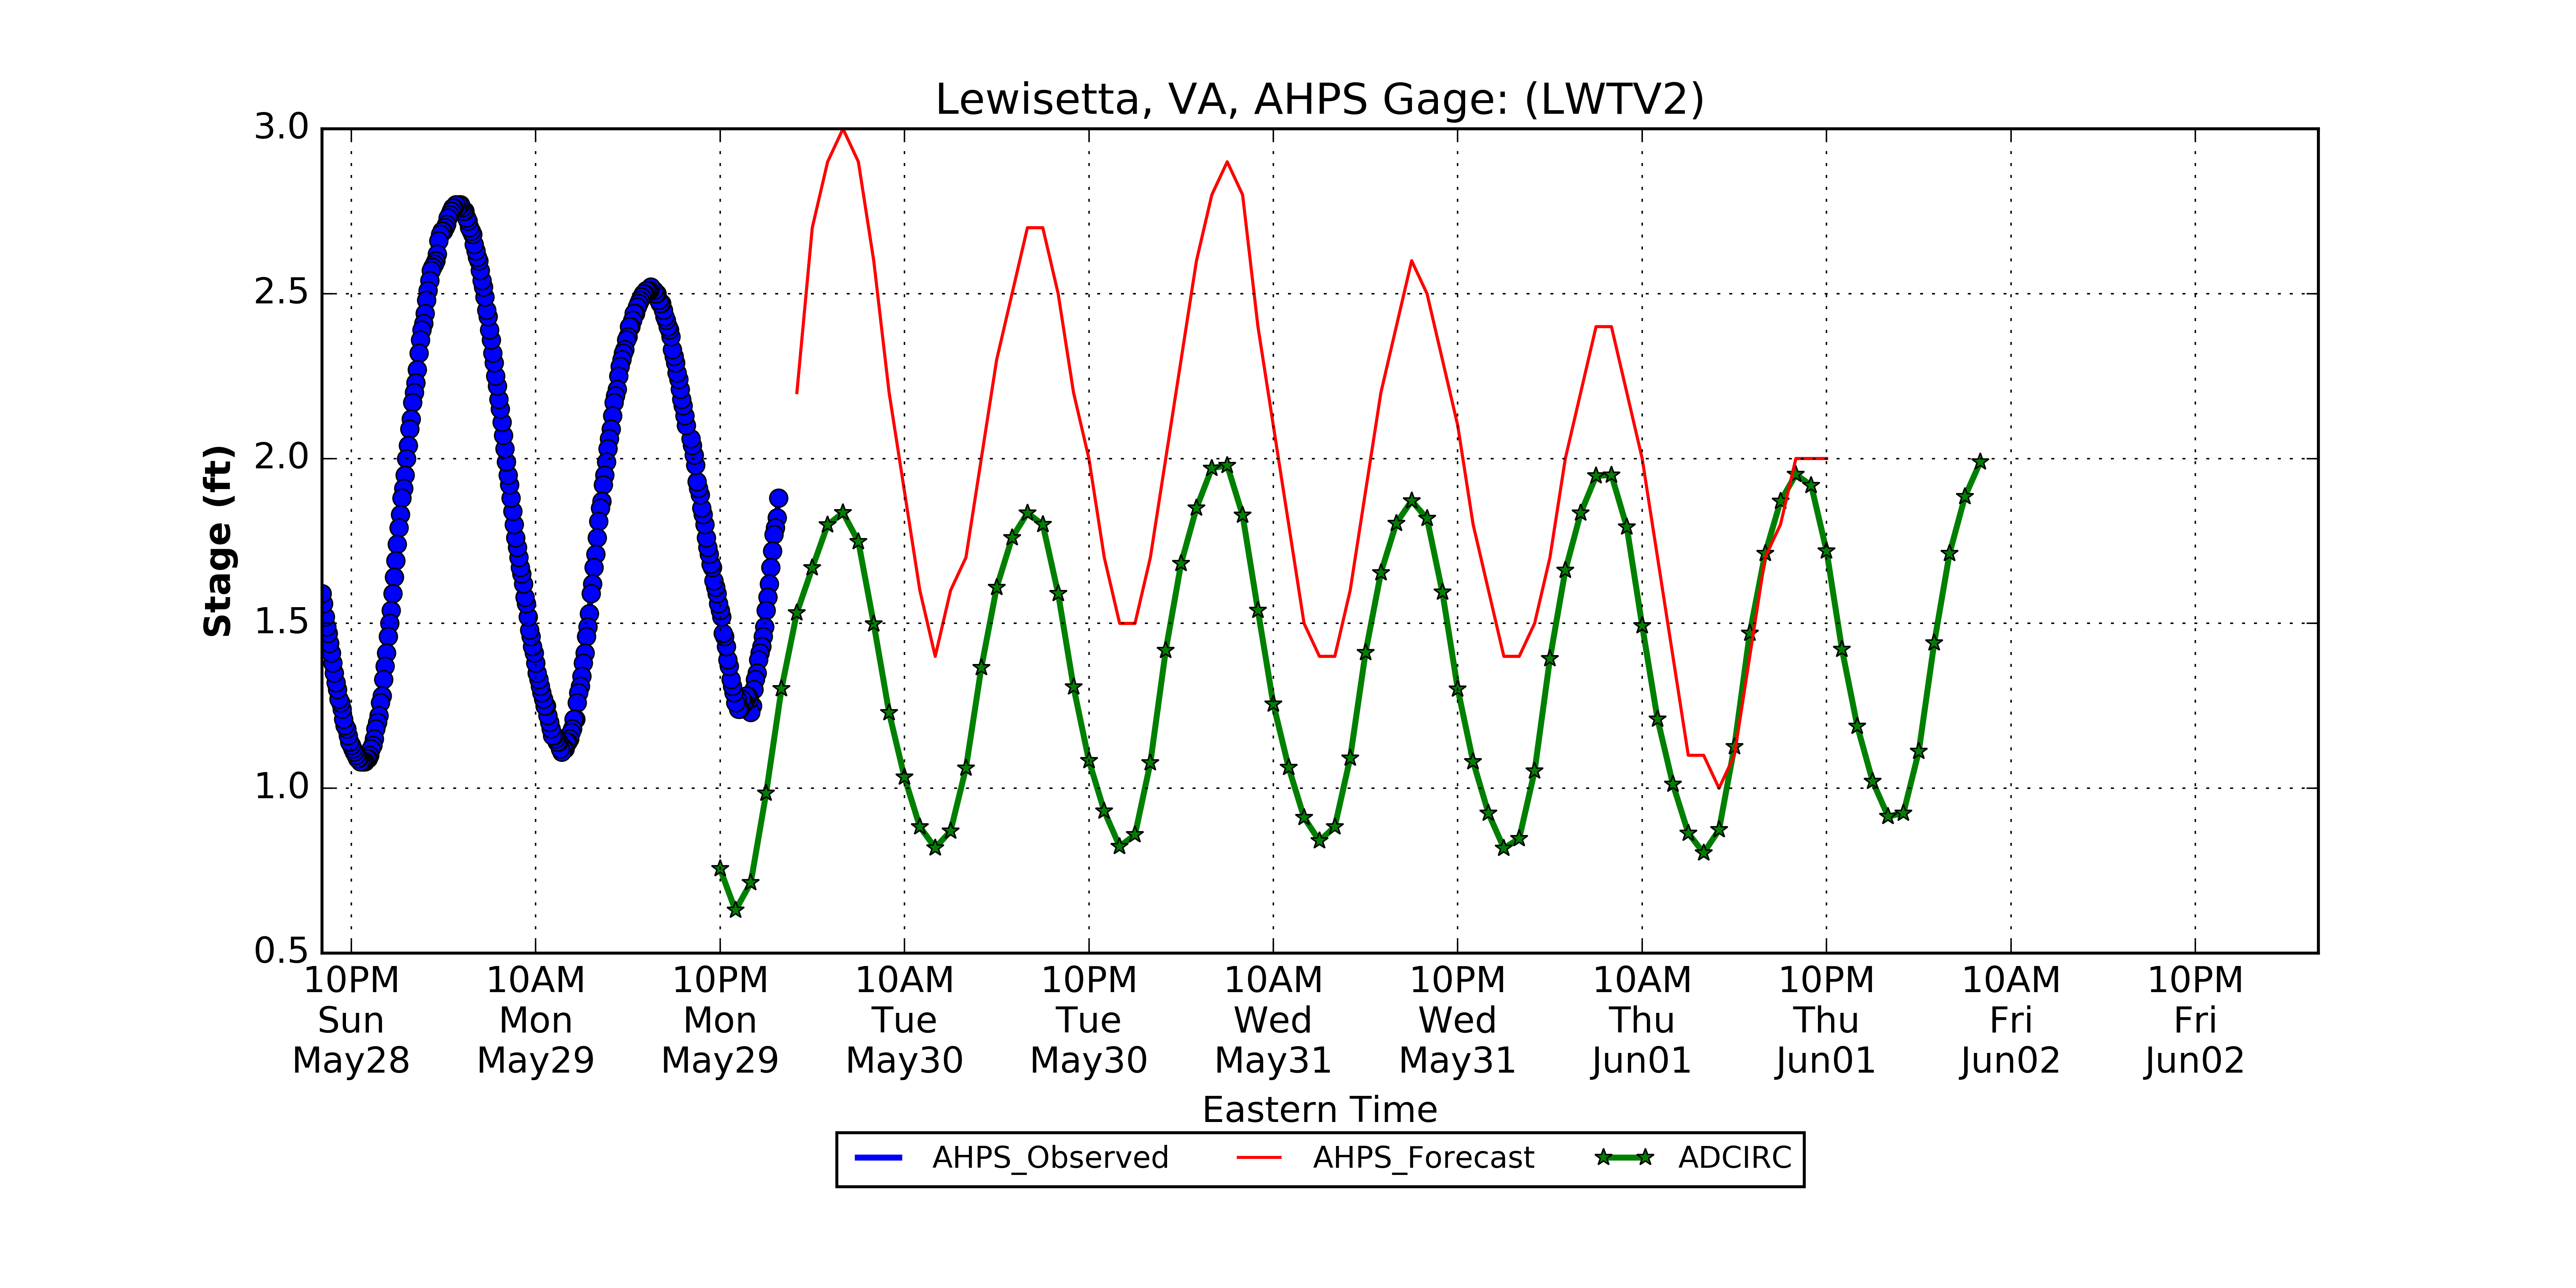 Lewisetta, VA, AHPS Gage: (LWTV2)
3.0
2.5
2.0
1.5
1.0
0.5
Stage (ft)
10PM 10AM 10PM 10AM 10PM 10AM 10PM 10AM 10PM 10AM 10PM
Sun Mon Mon Tue Tue Wed Wed Thu Thu Fri Fri
May28 May29 May29 May30 May30 May31 May31 Jun01 Jun01 Jun02 Jun02
Eastern Time
AHPS_Observed AHPS_Forecast ADCIRC